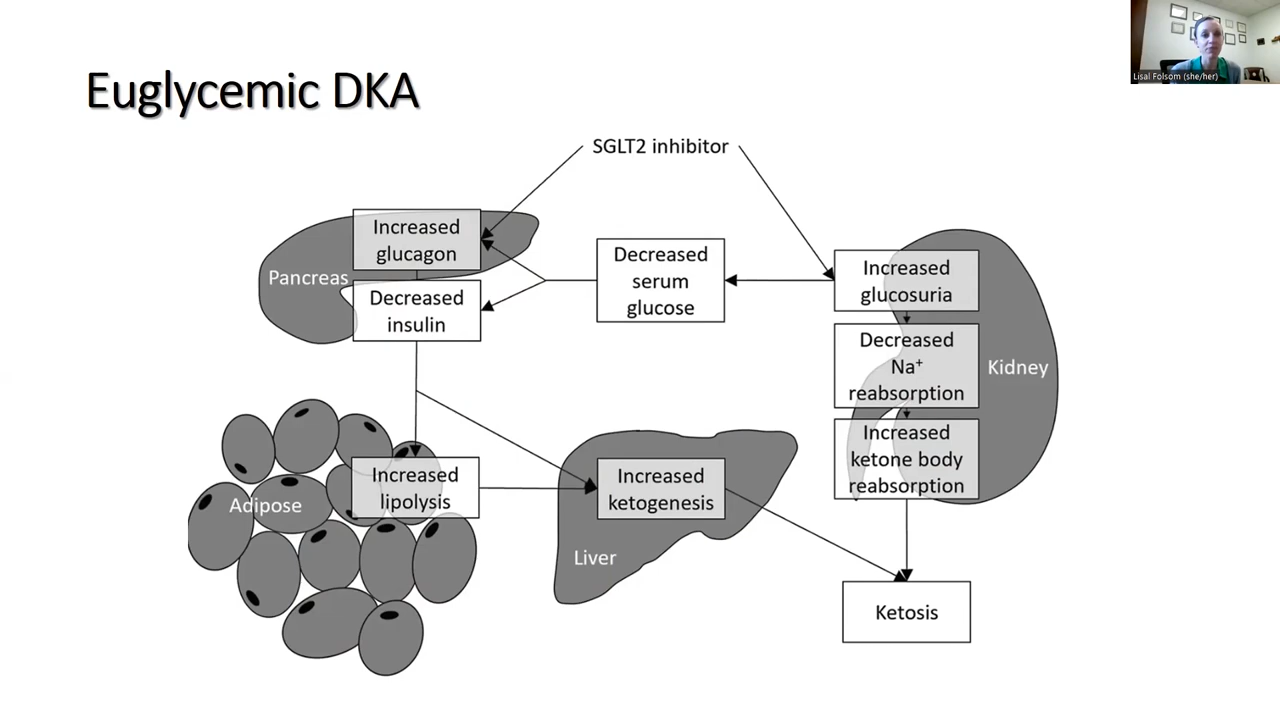 Lisal Folsom (she/her)
Euglycemic DKA
SGLT2 inhibitor
Increased
glucagon
Pancreas
Decreased
insulin
Decreased
serum
glucose
Increased
glucosuria
Decreased
Na⁺
reabsorption
Increased
ketone body
reabsorption
Kidney
Increased
lipolysis
Adipose
Increased
ketogenesis
Liver
Ketosis